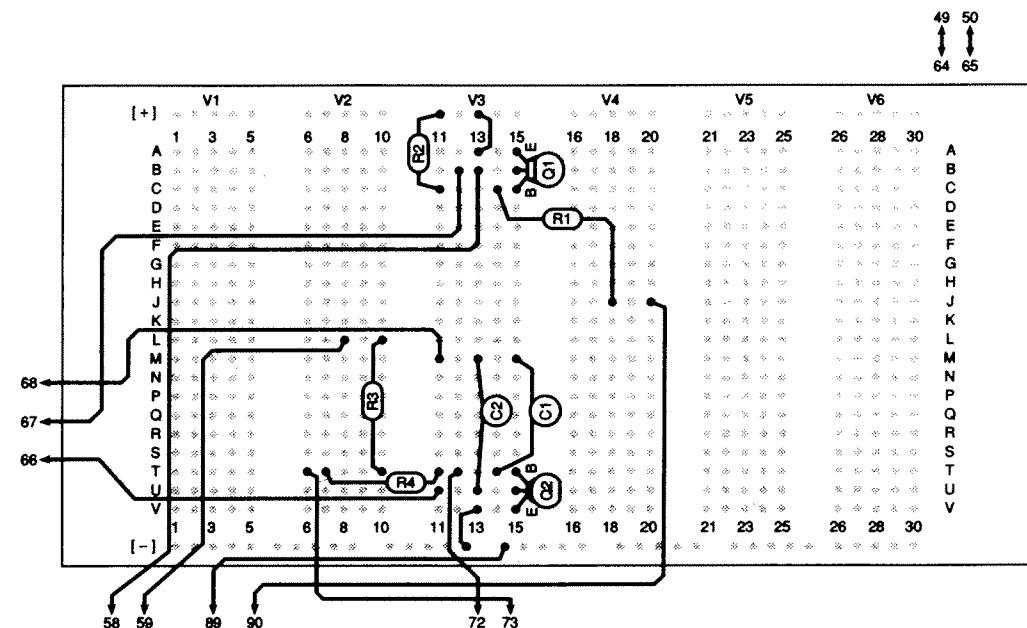 49 50
64 65
V1 V2 V3 V4 V5 V6
[+]
1 3 5 6 8 10 11 13 15 16 18 20 21 23 25 26 28 30
A A
B B
C C
D D
E E
F F
G G
H H
J J
K K
L L
M M
N N
P P
Q Q
R R
S S
T T
U U
V V
R2
E
Q1
B
R1
R3
C2
C1
R4
B
Q2
E
68
67
66
1 3 5 6 8 10 11 13 15 16 18 20 21 23 25 26 28 30
[-]
58 59 89 90 72 73